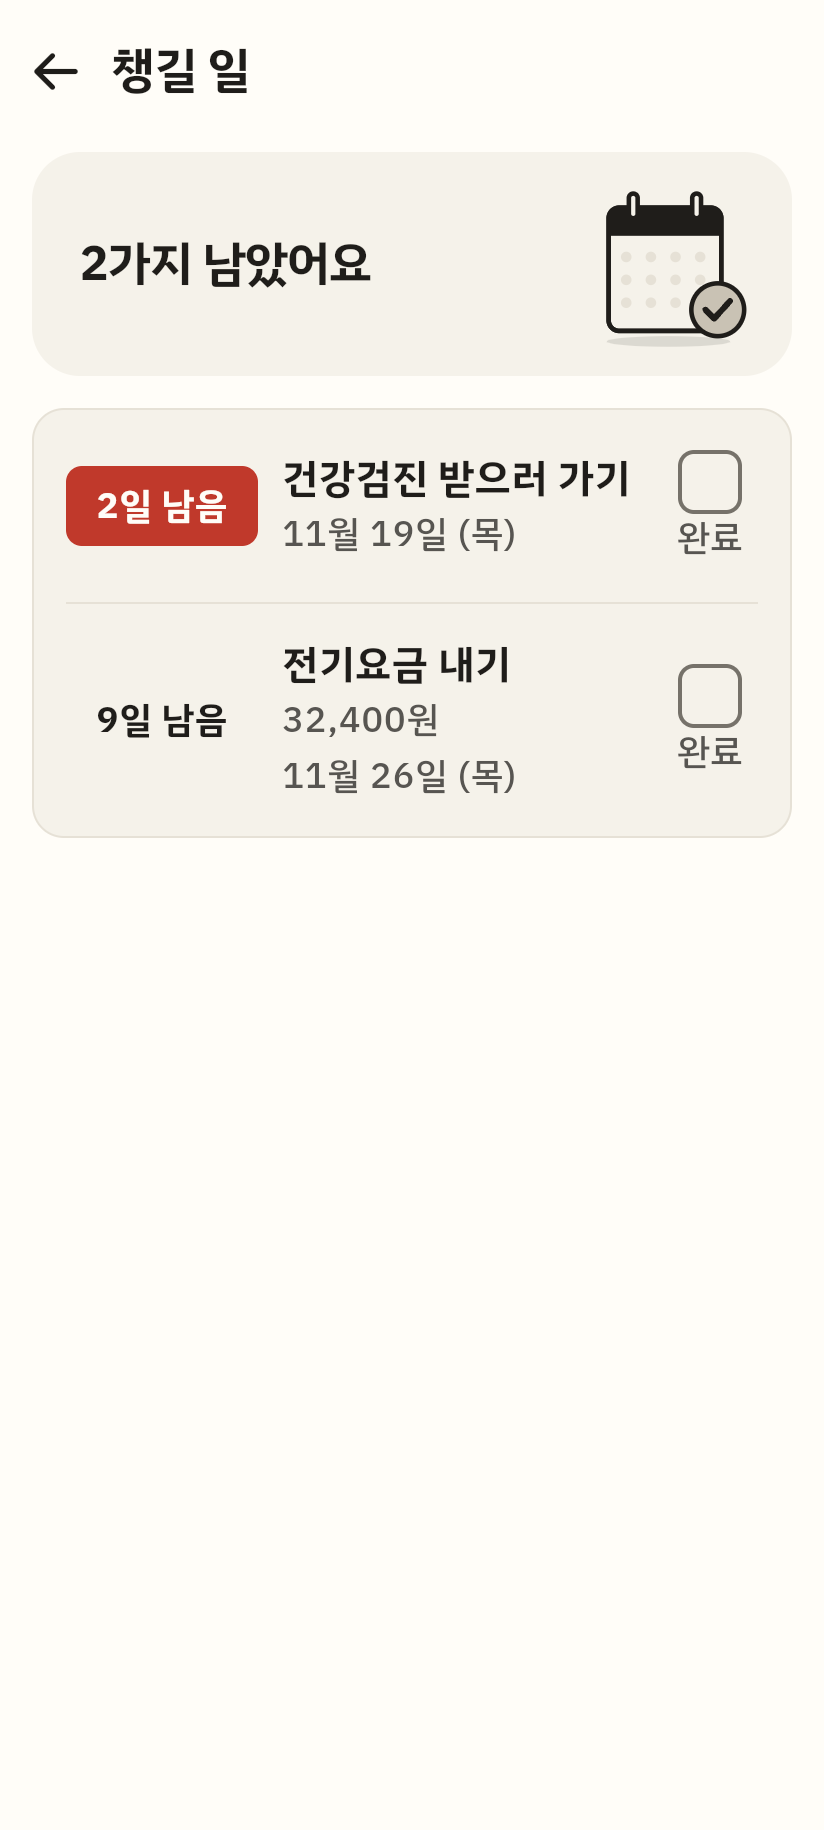 챙길 일
2가지 남았어요
2일 남음
건강검진 받으러 가기
11월 19일 (목)
완료
9일 남음
전기요금 내기
32,400원
11월 26일 (목)
완료